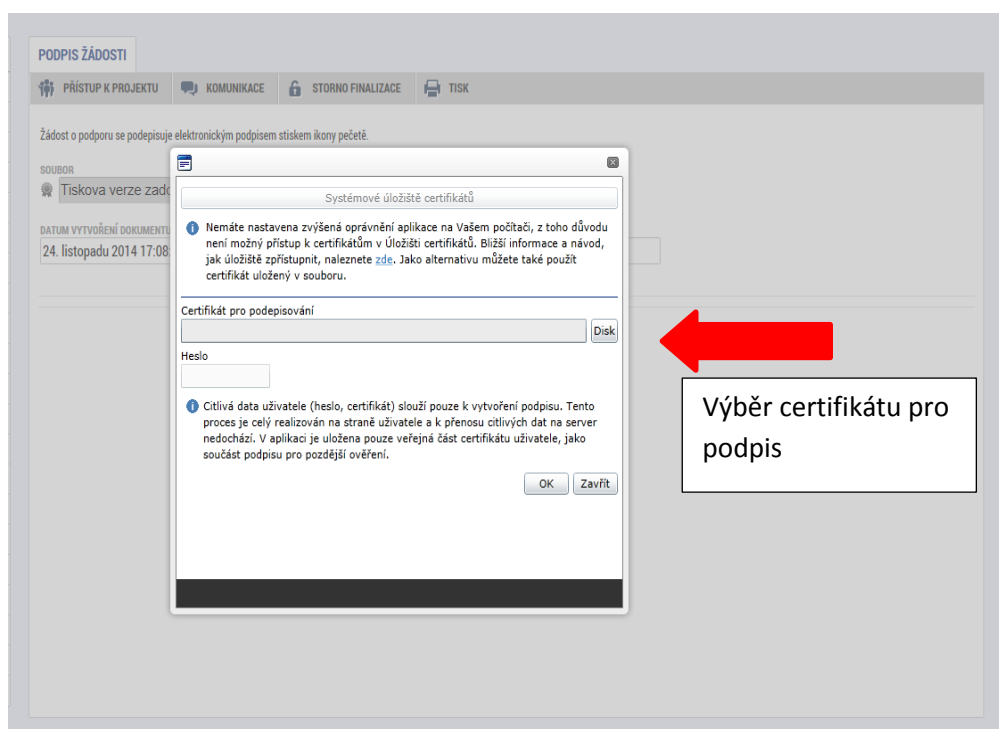 PODPIS ŽÁDOSTI
PŘÍSTUP K PROJEKTU KOMUNIKACE STORNO FINALIZACE TISK
Žádost o podporu se podepisuje elektronickým podpisem stiskem ikony pečetě.
SOUBOR
Tiskova verze
DATUM VYTVOŘENÍ
24. listopadu 2014 17:08
Systémové úložiště certifikátů
Nemáte nastavena zvýšená oprávnění aplikace na Vašem počítači, z toho důvodu
není možný přístup k certifikátům v Úložišti certifikátů. Bližší informace a návod,
jak úložiště zpřístupnit, naleznete zde. Jako alternativu můžete také použít
certifikát uložený v souboru.
Certifikát pro podepisování
Disk
Heslo
Citlivá data uživatele (heslo, certifikát) slouží pouze k vytvoření podpisu. Tento
proces je celý realizován na straně uživatele a k přenosu citlivých dat na server
nedochází. V aplikaci je uložena pouze veřejná část certifikátu uživatele, jako
součást podpisu pro pozdější ověření.
OK Zavřít
Výběr certifikátu pro
podpis